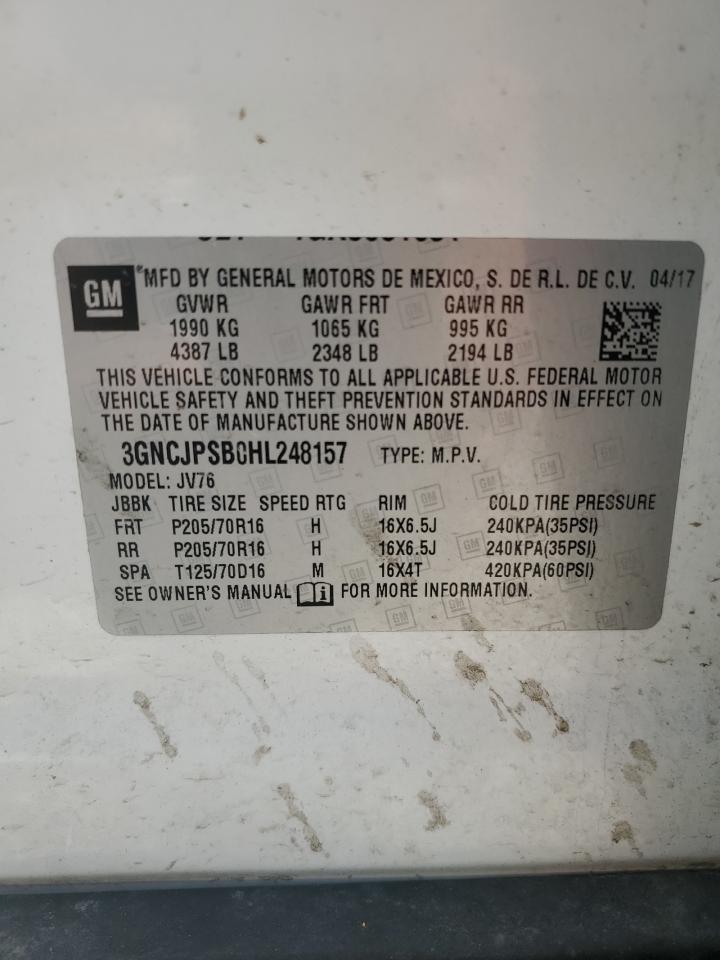 GM
MFD BY GENERAL MOTORS DE MEXICO, S. DE R.L. DE C.V. 04/17
GVWR GAWR FRT GAWR RR
1990 KG 1065 KG 995 KG
4387 LB 2348 LB 2194 LB
THIS VEHICLE CONFORMS TO ALL APPLICABLE U.S. FEDERAL MOTOR
VEHICLE SAFETY AND THEFT PREVENTION STANDARDS IN EFFECT ON
THE DATE OF MANUFACTURE SHOWN ABOVE.
3GNCJPSB0HL248157 TYPE: M.P.V.
MODEL: JV76
JBBK TIRE SIZE SPEED RTG RIM COLD TIRE PRESSURE
FRT P205/70R16 H 16X6.5J 240KPA(35PSI)
RR P205/70R16 H 16X6.5J 240KPA(35PSI)
SPA T125/70D16 M 16X4T 420KPA(60PSI)
SEE OWNER'S MANUAL FOR MORE INFORMATION.